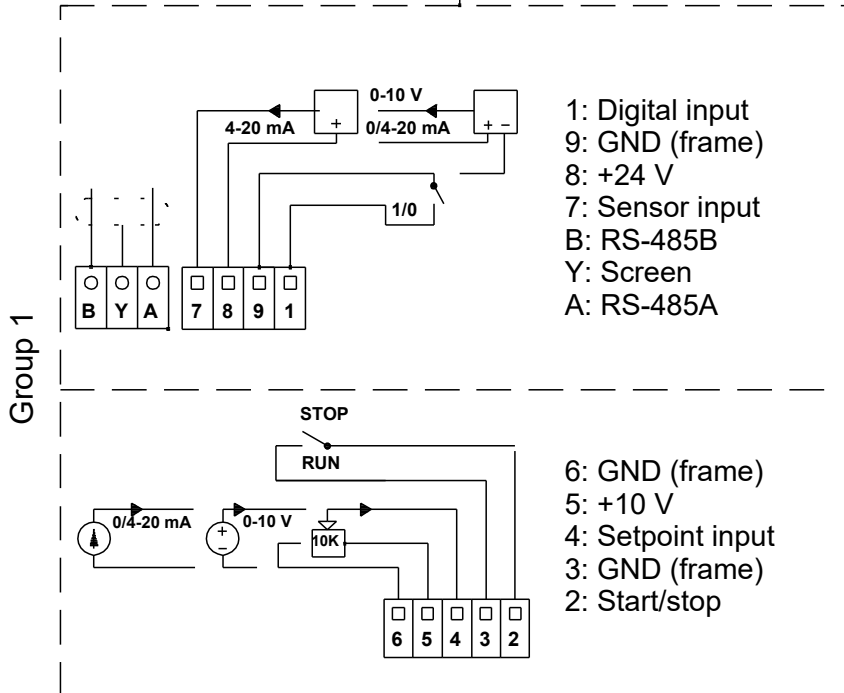 Group 1
0-10 V
4-20 mA
0/4-20 mA
+
+ -
1/0
B Y A
7 8 9 1
1: Digital input
9: GND (frame)
8: +24 V
7: Sensor input
B: RS-485B
Y: Screen
A: RS-485A
STOP
RUN
0/4-20 mA
+
-
0-10 V
10K
6 5 4 3 2
6: GND (frame)
5: +10 V
4: Setpoint input
3: GND (frame)
2: Start/stop